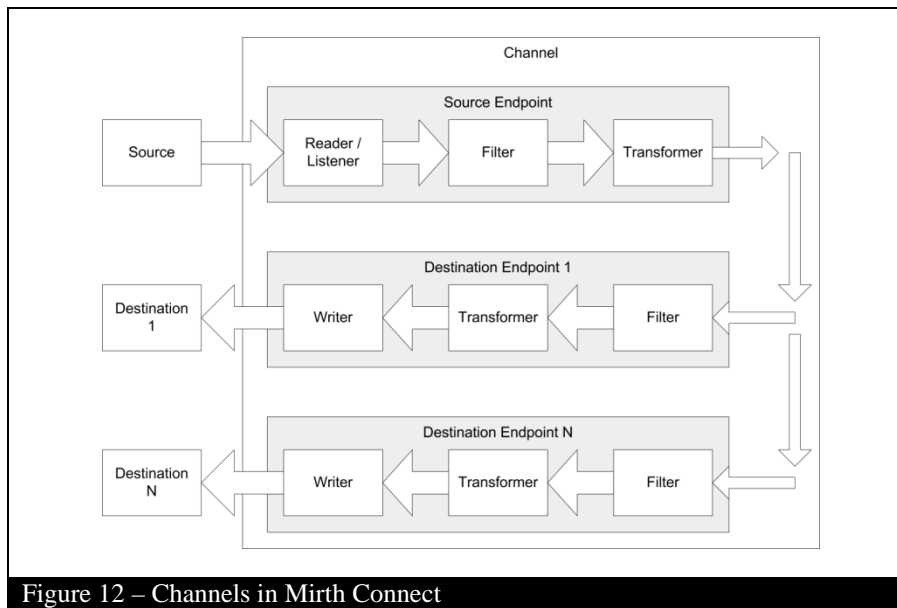 Channel
Source Endpoint
Source
Reader /
Listener
Filter
Transformer
Destination Endpoint 1
Destination
1
Writer
Transformer
Filter
Destination Endpoint N
Destination
N
Writer
Transformer
Filter
Figure 12 – Channels in Mirth Connect